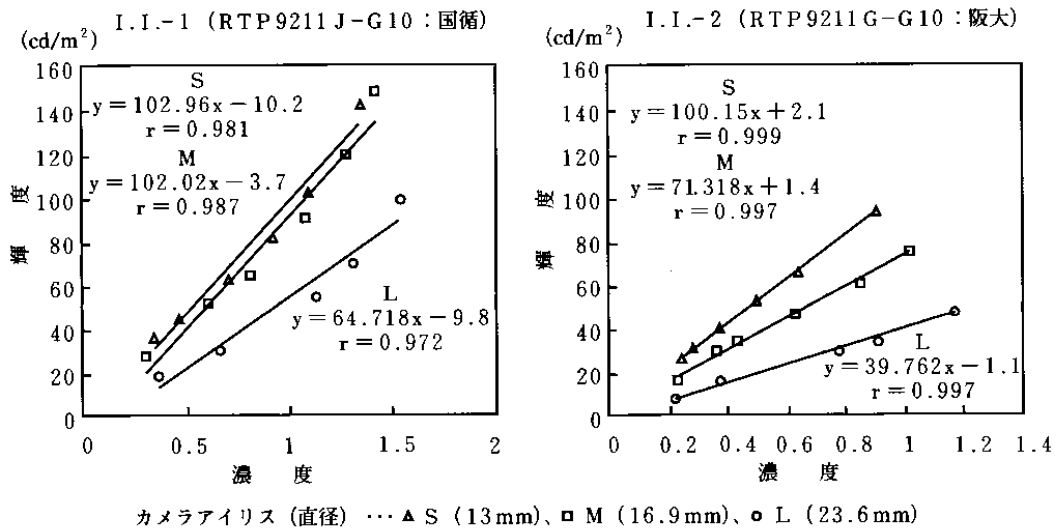 I.I.-1 (RTP9211J-G10：国循)
(cd/m²)
160
140
120
100
80
60
40
20
0
輝 度
S
y＝102.96x－10.2
r＝0.981
M
y＝102.02x－3.7
r＝0.987
L
y＝64.718x－9.8
r＝0.972
0 0.5 1 1.5 2
濃 度
I.I.-2 (RTP9211G-G10：阪大)
(cd/m²)
160
140
120
100
80
60
40
20
0
輝 度
S
y＝100.15x＋2.1
r＝0.999
M
y＝71.318x＋1.4
r＝0.997
L
y＝39.762x－1.1
r＝0.997
0 0.2 0.4 0.6 0.8 1 1.2 1.4
濃 度
カメラアイリス (直径) … △ S (13mm)、□ M (16.9mm)、○ L (23.6mm)